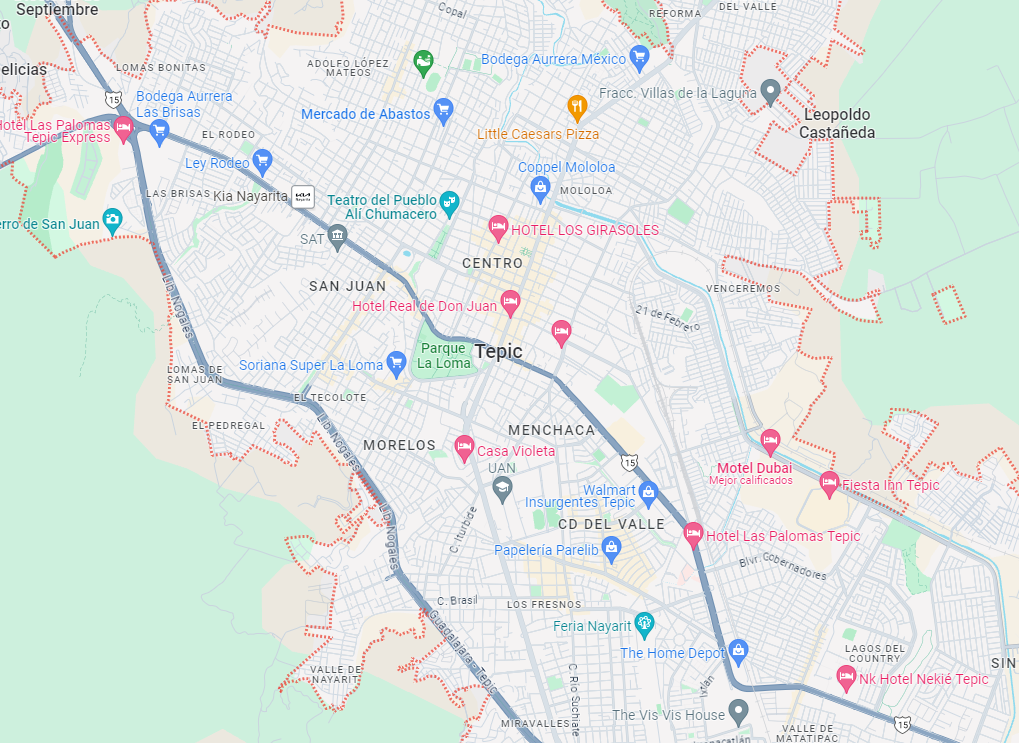 Septiembre
Copal
REFORMA
DEL VALLE
to
elicias
LOMAS BONITAS
ADOLFO LÓPEZ
MATEOS
Bodega Aurrera México
Fracc. Villas de la Laguna
15
Bodega Aurrera
Las Brisas
Mercado de Abastos
Little Caesars Pizza
Leopoldo
Castañeda
Hotel Las Palomas
Tepic Express
EL RODEO
Ley Rodeo
Coppel Mololoa
MOLOLOA
LAS BRISAS
Kia Nayarita
KIA
Teatro del Pueblo
Alí Chumacero
erro de San Juan
SAT
HOTEL LOS GIRASOLES
CENTRO
SAN JUAN
VENCEREMOS
Lib. Nogales
Hotel Real de Don Juan
21 de Febrero
Parque
La Loma
Tepic
Soriana Super La Loma
LOMAS DE
SAN JUAN
EL TECOLOTE
EL PEDREGAL
Lib. Nogales
MORELOS
MENCHACA
Casa Violeta
UAN
15
Motel Dubai
Mejor calificados
Fiesta Inn Tepic
Walmart
Insurgentes Tepic
Lib. Nogales
C. Iturbide
CD DEL VALLE
Hotel Las Palomas Tepic
Papelería Parelib
Blvr. Gobernadores
C. Brasil
LOS FRESNOS
Guadalajara - Tepic
Feria Nayarit
The Home Depot
LAGOS DEL
COUNTRY
SIN
VALLE DE
NAYARIT
C. Río Suchiate
Ixtlán
Nk Hotel Nekié Tepic
The Vis Vis House
MIRAVALLES
15
VALLE DE
MATATIPAC